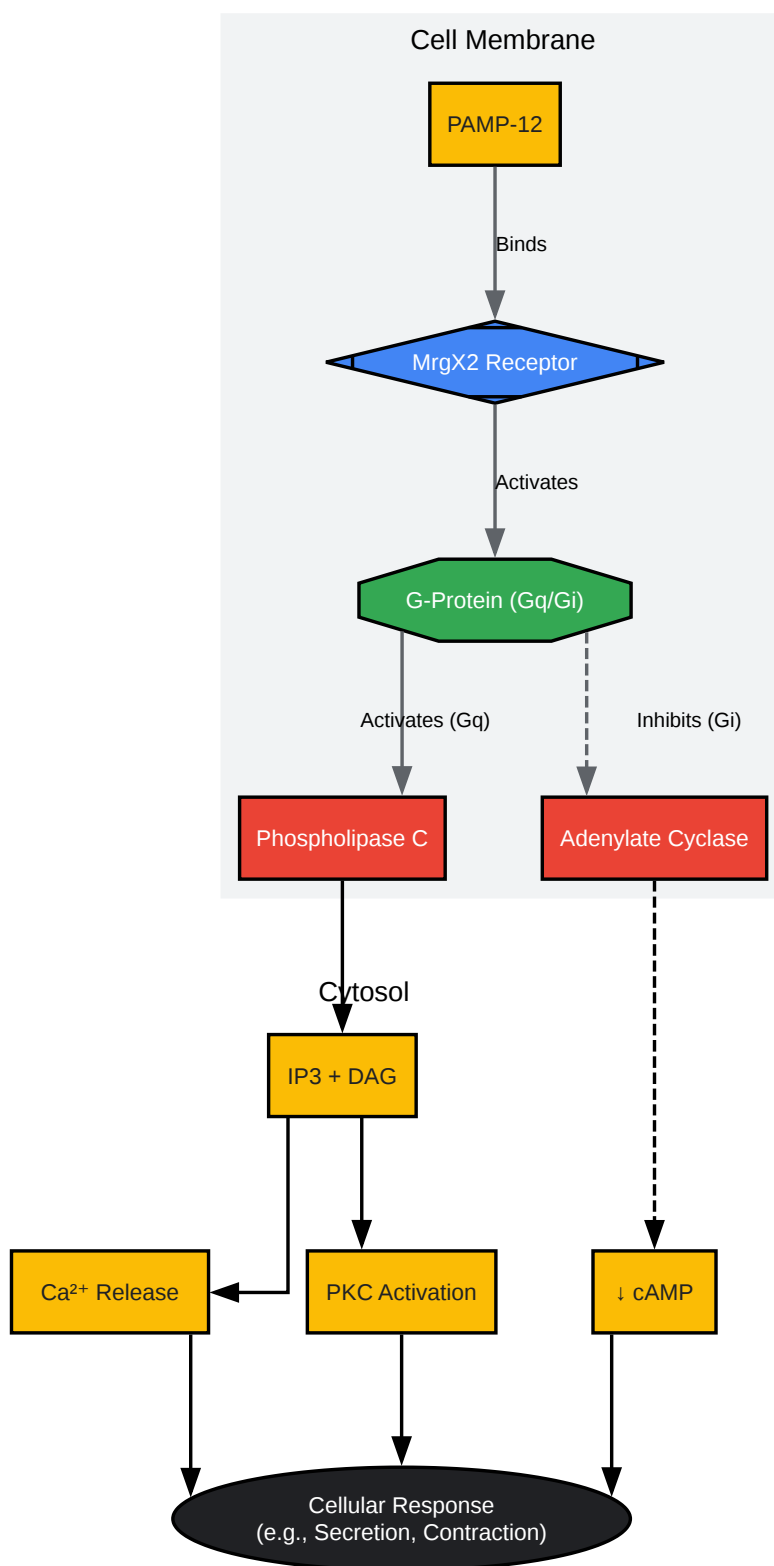 Cell Membrane
PAMP-12
Binds
MrgX2 Receptor
Activates
G-Protein (Gq/Gi)
Activates (Gq)
Inhibits (Gi)
Phospholipase C
Adenylate Cyclase
Cytosol
IP3 + DAG
Ca²⁺ Release
PKC Activation
↓ cAMP
Cellular Response
(e.g., Secretion, Contraction)